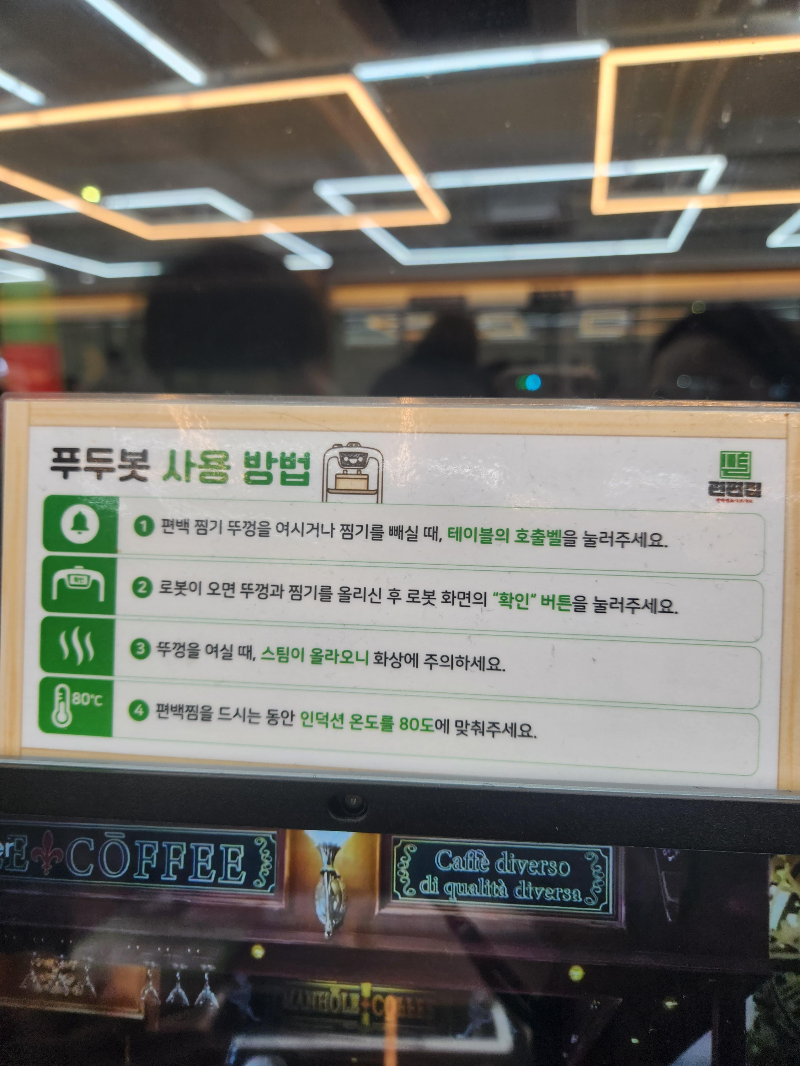 푸두봇 사용 방법
편편집
1 편백 찜기 뚜껑을 여시거나 찜기를 빼실 때, 테이블의 호출벨을 눌러주세요.
확인
2 로봇이 오면 뚜껑과 찜기를 올리신 후 로봇 화면의 “확인” 버튼을 눌러주세요.
3 뚜껑을 여실 때, 스팀이 올라오니 화상에 주의하세요.
80℃
4 편백찜을 드시는 동안 인덕션 온도를 80도에 맞춰주세요.
COFFEE
Caffè diverso
di qualità diversa
MANHOLE COFFEE